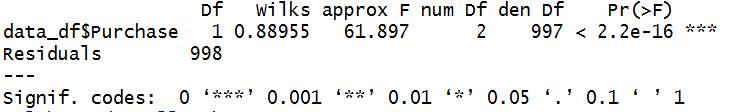 Df Wilks approx F num Df den Df Pr(>F)
data_df$Purchase 1 0.88955 61.897 2 997 < 2.2e-16 ***
Residuals 998
---
Signif. codes: 0 ‘***’ 0.001 ‘**’ 0.01 ‘*’ 0.05 ‘.’ 0.1 ‘ ’ 1